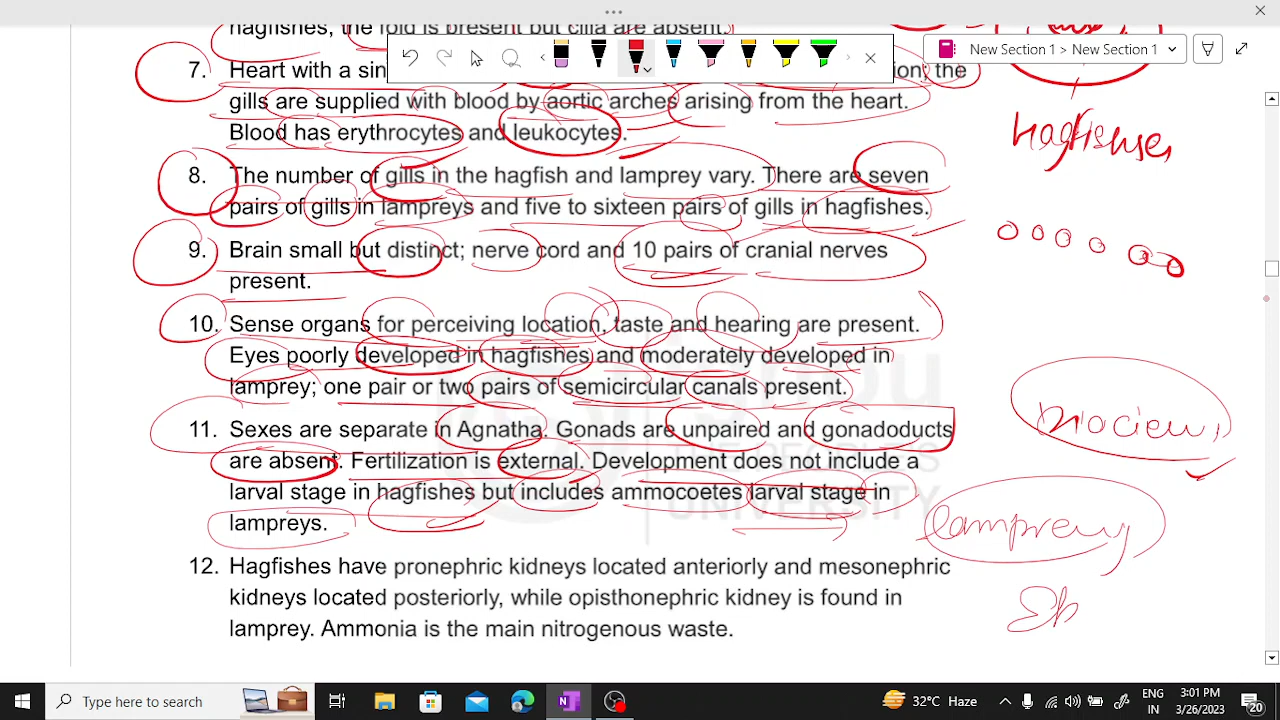 hagfishes, the fold is present but cilia are absent.
New Section 1 > New Section 1
7. Heart with a sin
ion; the
gills are supplied with blood by aortic arches arising from the heart.
Blood has erythrocytes and leukocytes.
hagfishes
8. The number of gills in the hagfish and lamprey vary. There are seven
pairs of gills in lampreys and five to sixteen pairs of gills in hagfishes.
9. Brain small but distinct; nerve cord and 10 pairs of cranial nerves
present.
10. Sense organs for perceiving location, taste and hearing are present.
Eyes poorly developed in hagfishes and moderately developed in
lamprey; one pair or two pairs of semicircular canals present.
11. Sexes are separate in Agnatha. Gonads are unpaired and gonadoducts
are absent. Fertilization is external. Development does not include a
larval stage in hagfishes but includes ammocoetes larval stage in
lampreys.
lamprey
12. Hagfishes have pronephric kidneys located anteriorly and mesonephric
kidneys located posteriorly, while opisthonephric kidney is found in
lamprey. Ammonia is the main nitrogenous waste.
THE PEOPLE'S
UNIVERSITY
Type here to search
32°C Haze
ENG
IN
3:01 PM
3/26/2023
20